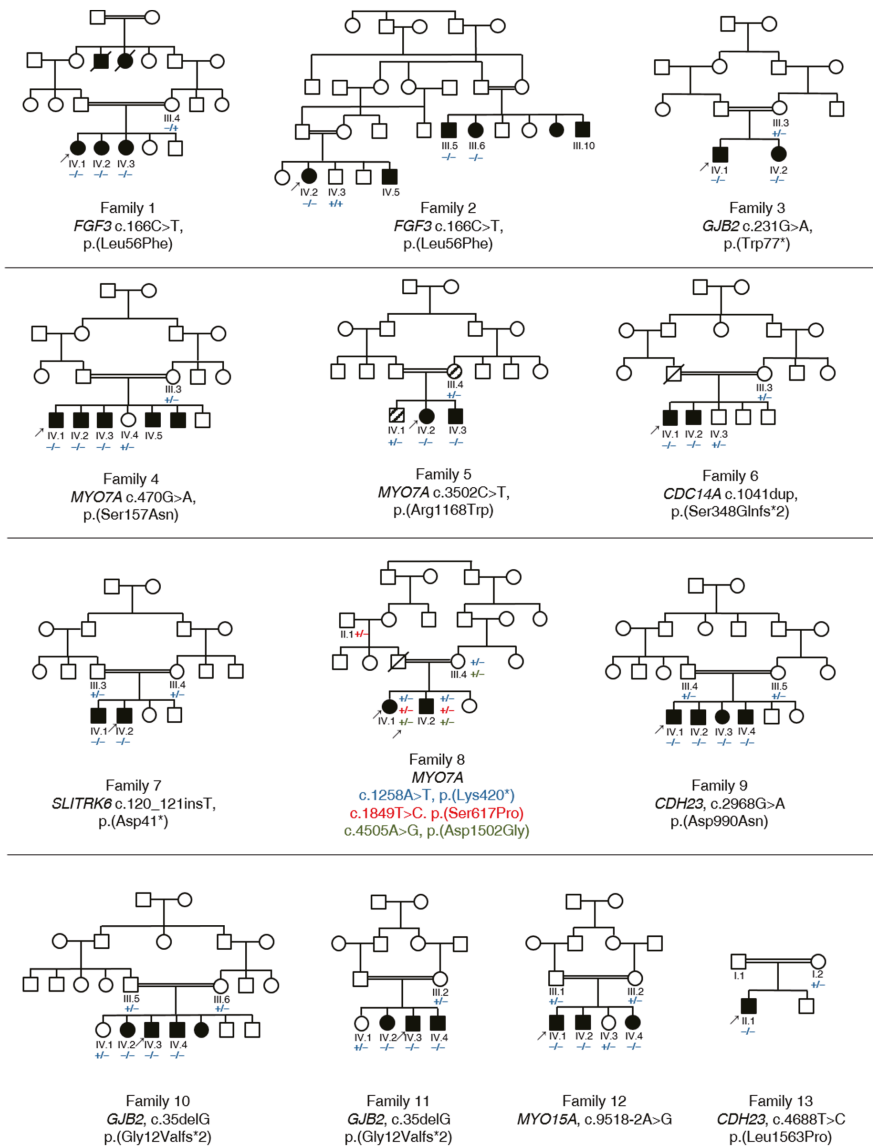 III.4
–/+
IV.1 IV.2 IV.3
–/– –/– –/–
Family 1
FGF3 c.166C>T,
p.(Leu56Phe)
III.5 III.6 III.10
–/– –/–
IV.2 IV.3 IV.5
–/– +/+
Family 2
FGF3 c.166C>T,
p.(Leu56Phe)
III.3
+/–
IV.1 IV.2
–/– –/–
Family 3
GJB2 c.231G>A,
p.(Trp77*)
III.3
+/–
IV.1 IV.2 IV.3 IV.4 IV.5
–/– –/– –/– +/–
Family 4
MYO7A c.470G>A,
p.(Ser157Asn)
III.4
+/–
IV.1 IV.2 IV.3
+/– –/– –/–
Family 5
MYO7A c.3502C>T,
p.(Arg1168Trp)
III.3
+/–
IV.1 IV.2 IV.3
–/– –/– +/–
Family 6
CDC14A c.1041dup,
p.(Ser348Glnfs*2)
III.3 III.4
+/– +/–
IV.1 IV.2
–/– –/–
Family 7
SLITRK6 c.120_121insT,
p.(Asp41*)
II.1 +/–
+/–
III.4 +/–
+/– +/–
+/– +/–
IV.1 +/– IV.2 +/–
Family 8
MYO7A
c.1258A>T, p.(Lys420*)
c.1849T>C. p.(Ser617Pro)
c.4505A>G, p.(Asp1502Gly)
III.4 III.5
+/– +/–
IV.1 IV.2 IV.3 IV.4
–/– –/– –/– –/–
Family 9
CDH23, c.2968G>A
p.(Asp990Asn)
III.5 III.6
+/– +/–
IV.1 IV.2 IV.3 IV.4
+/– –/– –/– –/–
Family 10
GJB2, c.35delG
p.(Gly12Valfs*2)
III.2
+/–
IV.1 IV.2 IV.3 IV.4
+/– –/– –/– –/–
Family 11
GJB2, c.35delG
p.(Gly12Valfs*2)
III.1 III.2
+/– +/–
IV.1 IV.2 IV.3 IV.4
–/– –/– +/– –/–
Family 12
MYO15A, c.9518-2A>G
I.1 I.2
+/–
II.1
–/–
Family 13
CDH23, c.4688T>C
p.(Leu1563Pro)